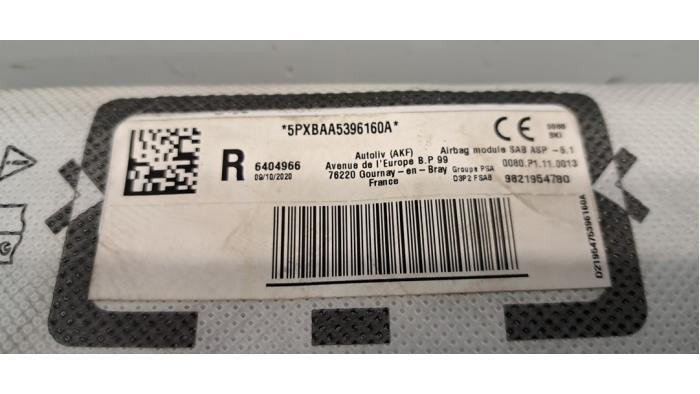 *5PXBAA5396160A*
CE
R
6404966
09/10/2020
Autoliv (AKF)
Avenue de l'Europe B.P 99
76220 Gournay - en - Bray
France
Airbag module SAB ASP -5.1
0080.P1.11.0013
Groupe PSA
D3P2 FSAB
9821954780
D2195475396160A